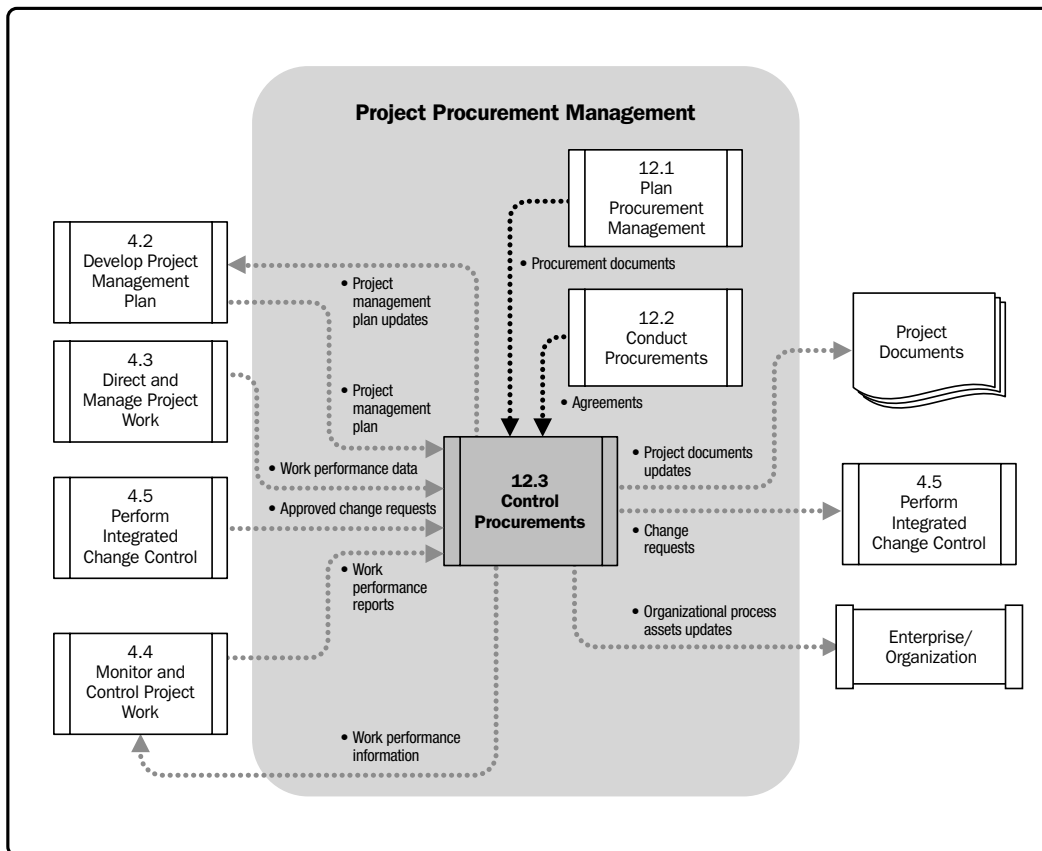 Project Procurement Management
12.1
Plan
Procurement
Management
4.2
Develop Project
Management
Plan
• Procurement documents
• Project
management
plan updates
12.2
Conduct
Procurements
Project
Documents
4.3
Direct and
Manage Project
Work
• Project
management
plan
• Agreements
• Work performance data
• Project documents
updates
12.3
Control
Procurements
4.5
Perform
Integrated
Change Control
• Approved change requests
4.5
Perform
Integrated
Change Control
• Change
requests
• Work
performance
reports
• Organizational process
assets updates
Enterprise/
Organization
4.4
Monitor and
Control Project
Work
• Work performance
information